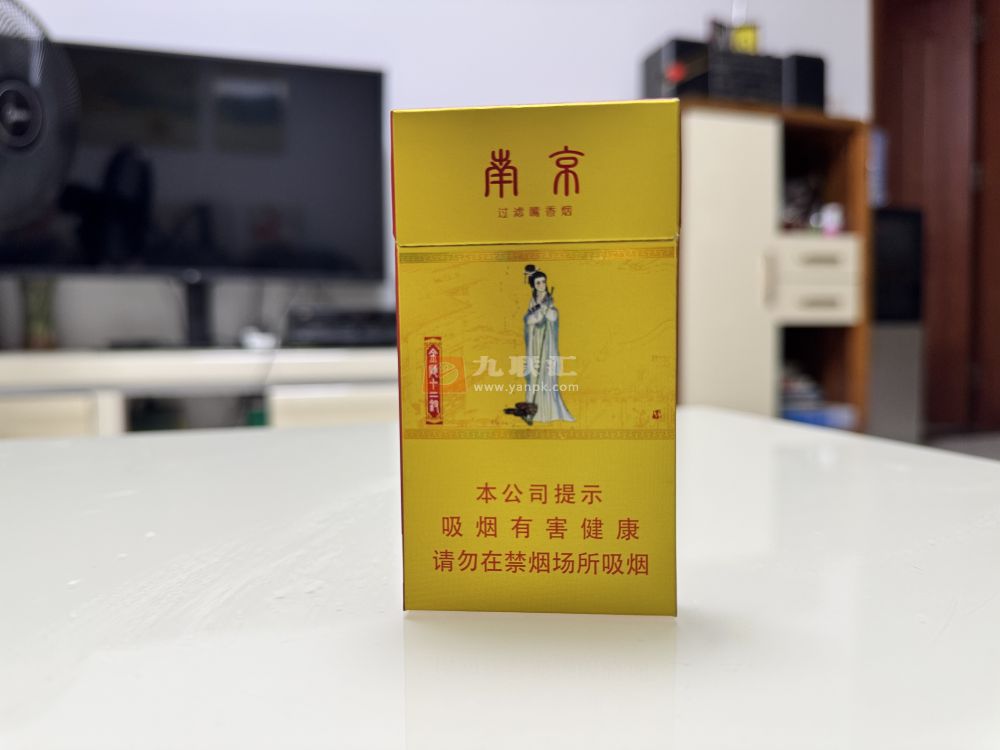 南京
过滤嘴香烟
金陵十二钗
九联汇
www.yanpk.com
本公司提示
吸烟有害健康
请勿在禁烟场所吸烟